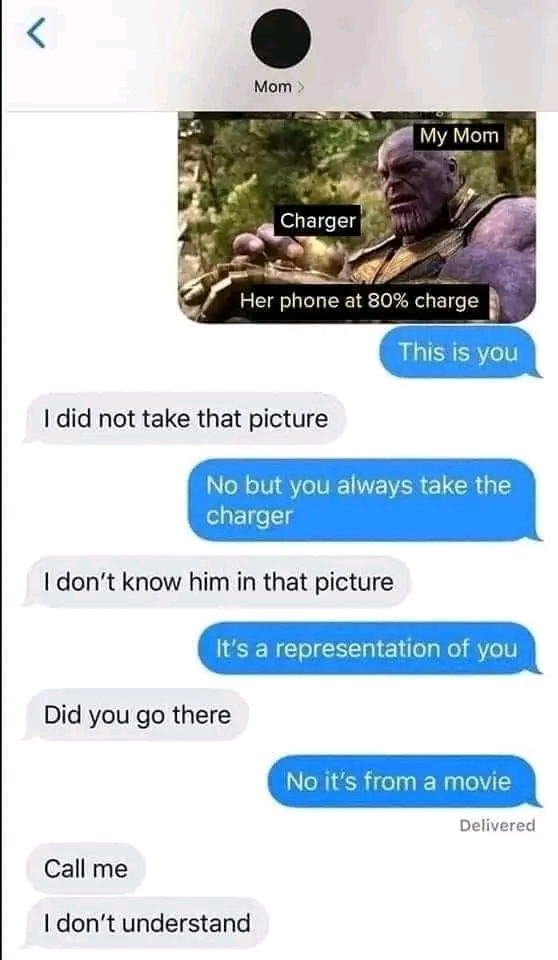 Mom
My Mom
Charger
Her phone at 80% charge
This is you
I did not take that picture
No but you always take the
charger
I don't know him in that picture
It's a representation of you
Did you go there
No it's from a movie
Delivered
Call me
I don't understand